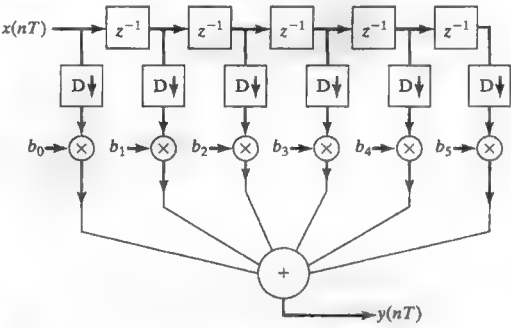 x(nT) z⁻¹ z⁻¹ z⁻¹ z⁻¹ z⁻¹
D↓ D↓ D↓ D↓ D↓ D↓
b₀ × b₁ × b₂ × b₃ × b₄ × b₅ ×
+
y(nT)